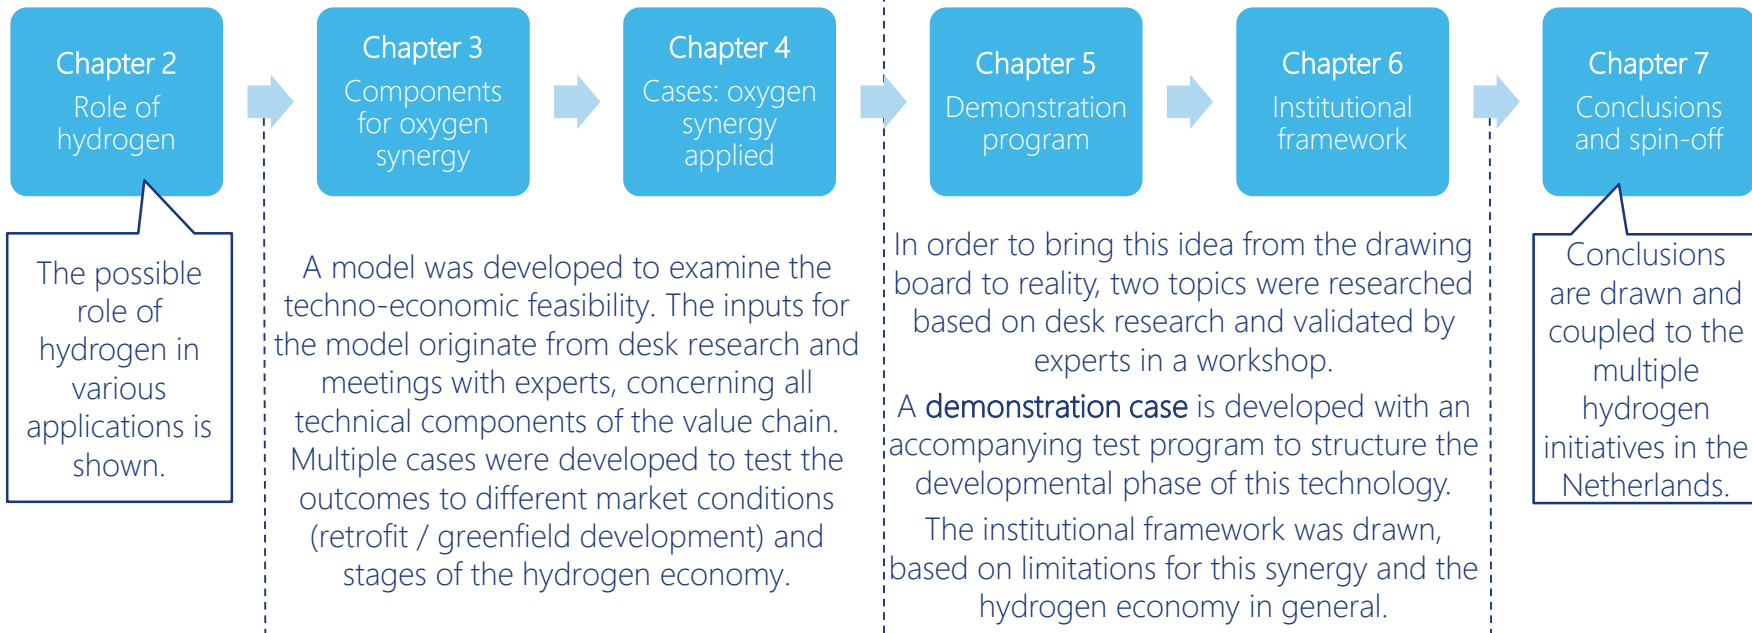 Chapter 2
Role of
hydrogen
Chapter 3
Components
for oxygen
synergy
Chapter 4
Cases: oxygen
synergy
applied
Chapter 5
Demonstration
program
Chapter 6
Institutional
framework
Chapter 7
Conclusions
and spin-off
The possible
role of
hydrogen in
various
applications is
shown.
A model was developed to examine the
techno-economic feasibility. The inputs for
the model originate from desk research and
meetings with experts, concerning all
technical components of the value chain.
Multiple cases were developed to test the
outcomes to different market conditions
(retrofit / greenfield development) and
stages of the hydrogen economy.
In order to bring this idea from the drawing
board to reality, two topics were researched
based on desk research and validated by
experts in a workshop.
A demonstration case is developed with an
accompanying test program to structure the
developmental phase of this technology.
The institutional framework was drawn,
based on limitations for this synergy and the
hydrogen economy in general.
Conclusions
are drawn and
coupled to the
multiple
hydrogen
initiatives in the
Netherlands.